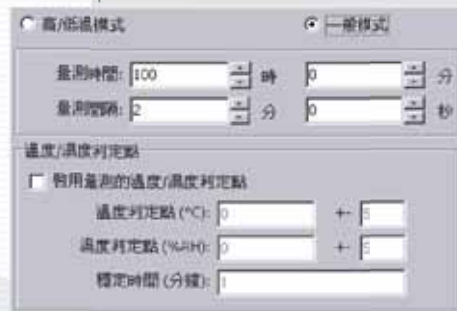 高/低溫模式 一般模式
量測時間: 100 時 0 分
量測間隔: 2 分 0 秒
溫度/濕度判定點
啟用量測的溫度/濕度判定點
溫度判定點 (°C): 0 +- 5
濕度判定點 (%RH): 0 +- 5
穩定時間 (分鐘): 1